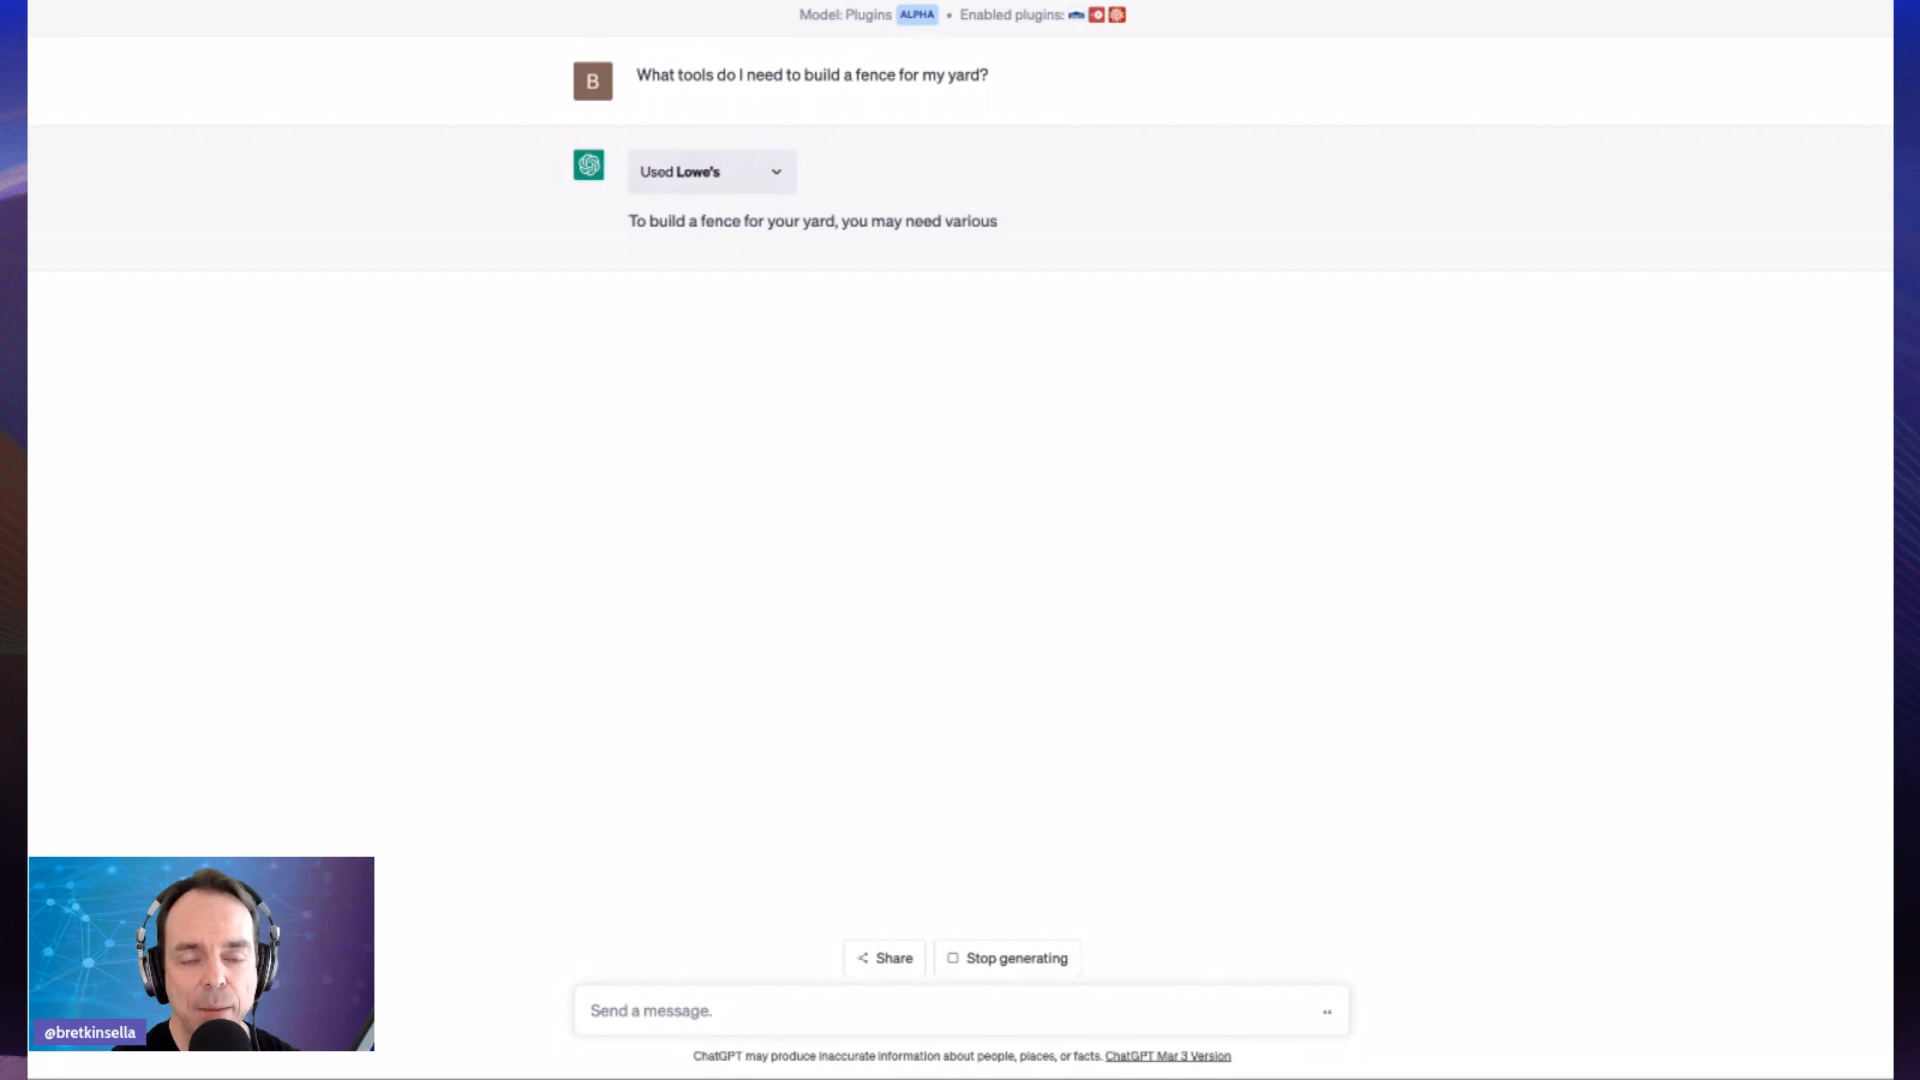 Model: Plugins ALPHA • Enabled plugins:
B
What tools do I need to build a fence for my yard?
Used Lowe's
To build a fence for your yard, you may need various
Share
Stop generating
Send a message.
@bretkinsella
ChatGPT may produce inaccurate information about people, places, or facts. ChatGPT Mar 3 Version